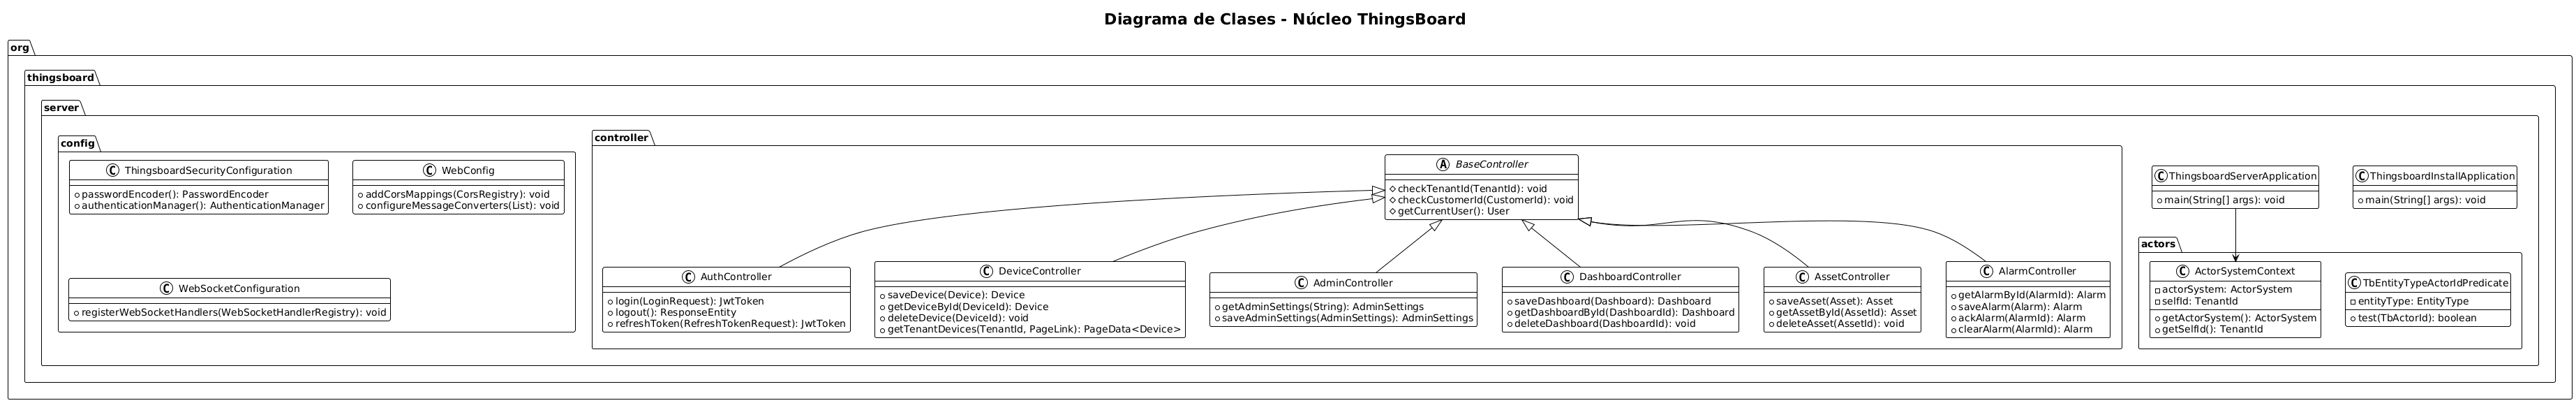 Diagrama de Clases - Núcleo ThingsBoard
org
thingsboard
server
config
C ThingsboardSecurityConfiguration
passwordEncoder(): PasswordEncoder
authenticationManager(): AuthenticationManager
C WebConfig
addCorsMappings(CorsRegistry): void
configureMessageConverters(List): void
C WebSocketConfiguration
registerWebSocketHandlers(WebSocketHandlerRegistry): void
controller
A BaseController
checkTenantId(TenantId): void
checkCustomerId(CustomerId): void
getCurrentUser(): User
C AuthController
login(LoginRequest): JwtToken
logout(): ResponseEntity
refreshToken(RefreshTokenRequest): JwtToken
C DeviceController
saveDevice(Device): Device
getDeviceById(DeviceId): Device
deleteDevice(DeviceId): void
getTenantDevices(TenantId, PageLink): PageData<Device>
C AdminController
getAdminSettings(String): AdminSettings
saveAdminSettings(AdminSettings): AdminSettings
C DashboardController
saveDashboard(Dashboard): Dashboard
getDashboardById(DashboardId): Dashboard
deleteDashboard(DashboardId): void
C AssetController
saveAsset(Asset): Asset
getAssetById(AssetId): Asset
deleteAsset(AssetId): void
C AlarmController
getAlarmById(AlarmId): Alarm
saveAlarm(Alarm): Alarm
ackAlarm(AlarmId): Alarm
clearAlarm(AlarmId): Alarm
C ThingsboardServerApplication
main(String[] args): void
C ThingsboardInstallApplication
main(String[] args): void
actors
C ActorSystemContext
actorSystem: ActorSystem
selfId: TenantId
getActorSystem(): ActorSystem
getSelfId(): TenantId
C TbEntityTypeActorIdPredicate
entityType: EntityType
test(TbActorId): boolean